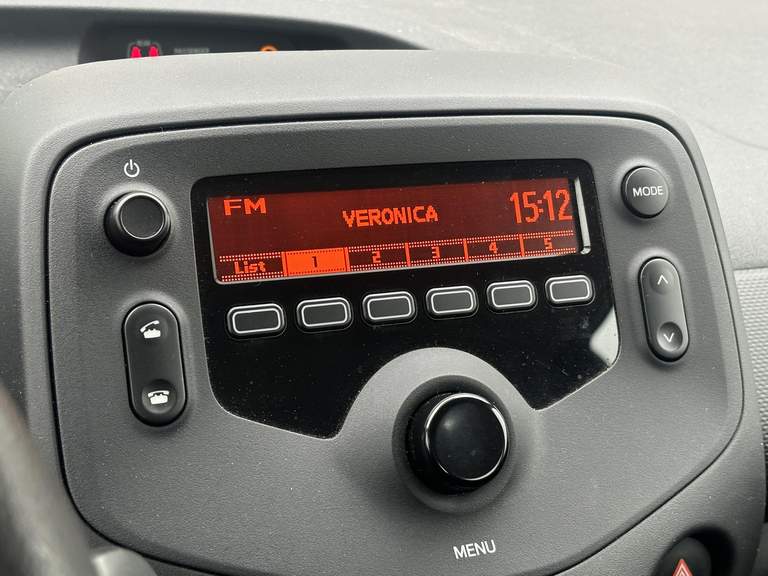 FM
VERONICA
15:12
List 1 2 3 4 5
MODE
MENU